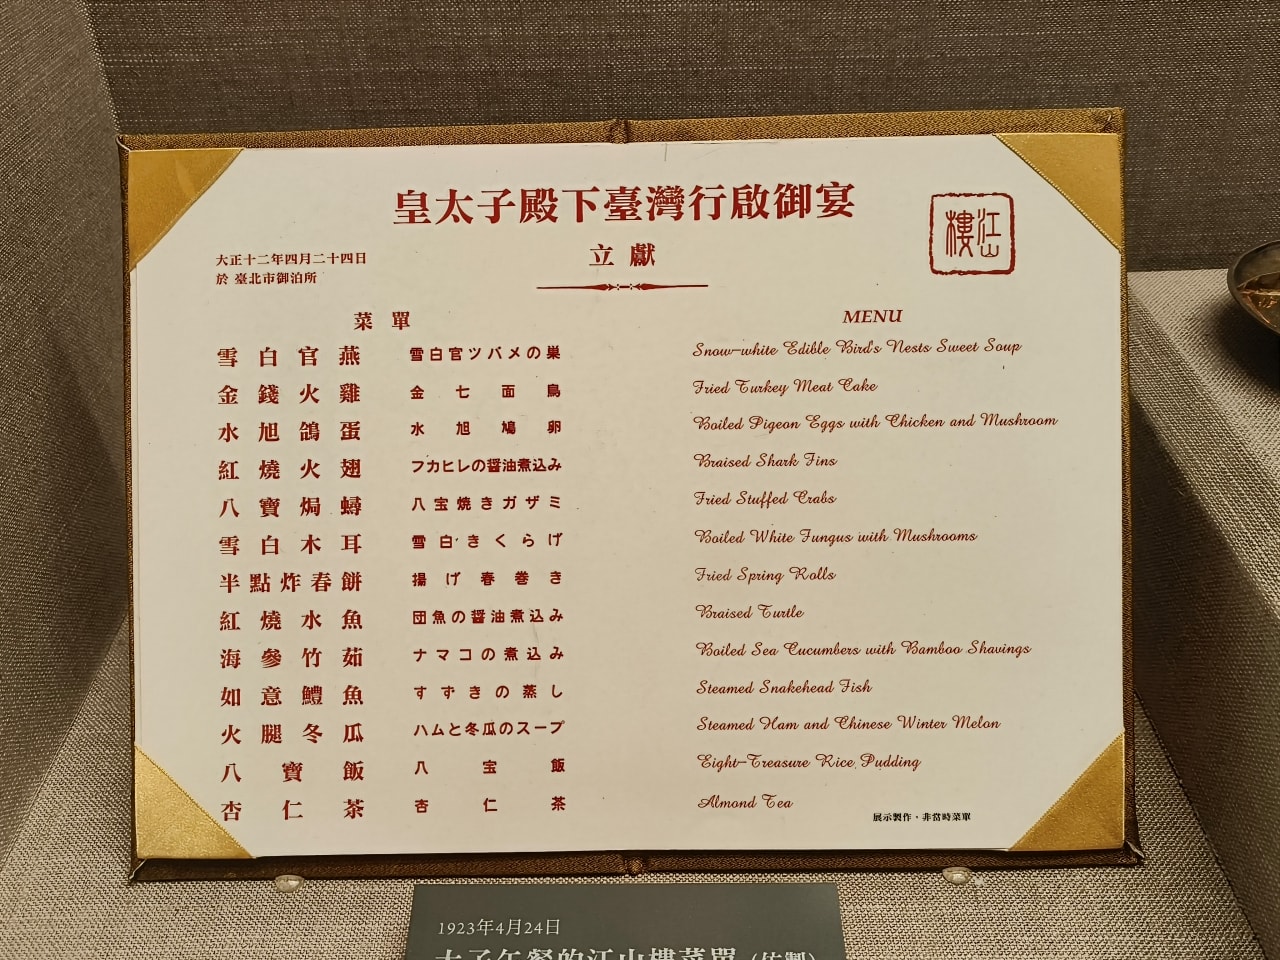 皇太子殿下臺灣行啟御宴
江山樓
立獻
大正十二年四月二十四日
於 臺北市御泊所
菜單
MENU
雪白官燕 雪白官ツバメの巣 Snow-white Edible Bird's Nests Sweet Soup
金錢火雞 金七面鳥 Fried Turkey Meat Cake
水旭鴿蛋 水旭鳩卵 Boiled Pigeon Eggs with Chicken and Mushroom
紅燒火翅 フカヒレの醤油煮込み Braised Shark Fins
八寶焗蟳 八宝焼きガザミ Fried Stuffed Crabs
雪白木耳 雪白きくらげ Boiled White Fungus with Mushrooms
半點炸春餅 揚げ春巻き Fried Spring Rolls
紅燒水魚 団魚の醤油煮込み Braised Turtle
海參竹茹 ナマコの煮込み Boiled Sea Cucumbers with Bamboo Shavings
如意鱧魚 すずきの蒸し Steamed Snakehead Fish
火腿冬瓜 ハムと冬瓜のスープ Steamed Ham and Chinese Winter Melon
八寶飯 八宝飯 Eight-Treasure Rice Pudding
杏仁茶 杏仁茶 Almond Tea
展示製作・非當時菜單
1923年4月24日
太子午餐的江山樓菜單（仿製）